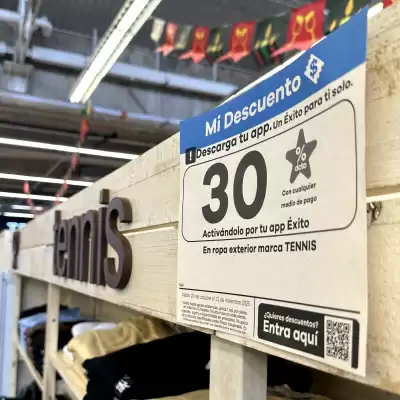 Mi Descuento $
¡Descarga tu app. Un Éxito para ti solo.
30 % dcto
Con cualquier
medio de pago
Activándolo por tu app Éxito
En ropa exterior marca TENNIS
tennis
¿Quieres descuentos?
Entra aquí